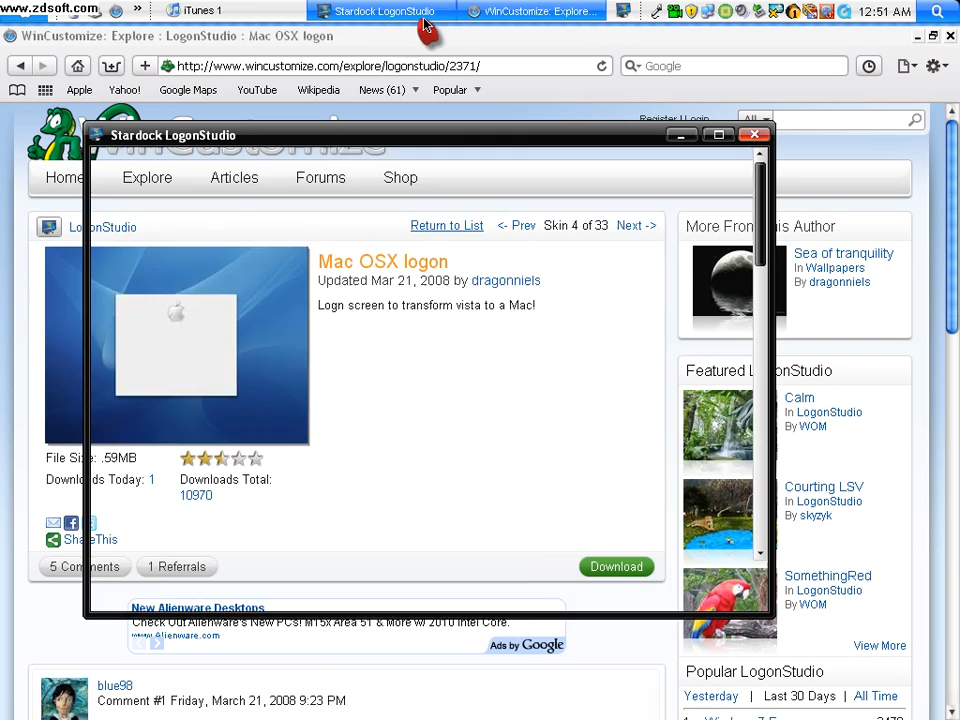 www.zdsoft.com
iTunes 1
Stardock LogonStudio
WinCustomize: Explore...
12:51 AM
WinCustomize: Explore : LogonStudio : Mac OSX logon
http://www.wincustomize.com/explore/logonstudio/2371/
Google
Apple
Yahoo!
Google Maps
YouTube
Wikipedia
News (61)
Popular
Register | Login
All
Stardock LogonStudio
Home
Explore
Articles
Forums
Shop
LogonStudio
Return to List
<- Prev
Skin 4 of 33
Next ->
More From This Author
Mac OSX logon
Updated Mar 21, 2008 by dragonniels
Logn screen to transform vista to a Mac!
Sea of tranquility
In Wallpapers
By dragonniels
Featured LogonStudio
Calm
In LogonStudio
By WOM
File Size: .59MB
Downloads Today: 1
Downloads Total:
10970
Courting LSV
In LogonStudio
By skyzyk
ShareThis
5 Comments
1 Referrals
Download
SomethingRed
In LogonStudio
By WOM
New Alienware Desktops
Check Out Alienware's New PCs! M15x Area 51 & More w/ 2010 Intel Core.
www.Alienware.com
Ads by Google
View More
Popular LogonStudio
Yesterday | Last 30 Days | All Time
blue98
Comment #1 Friday, March 21, 2008 9:23 PM